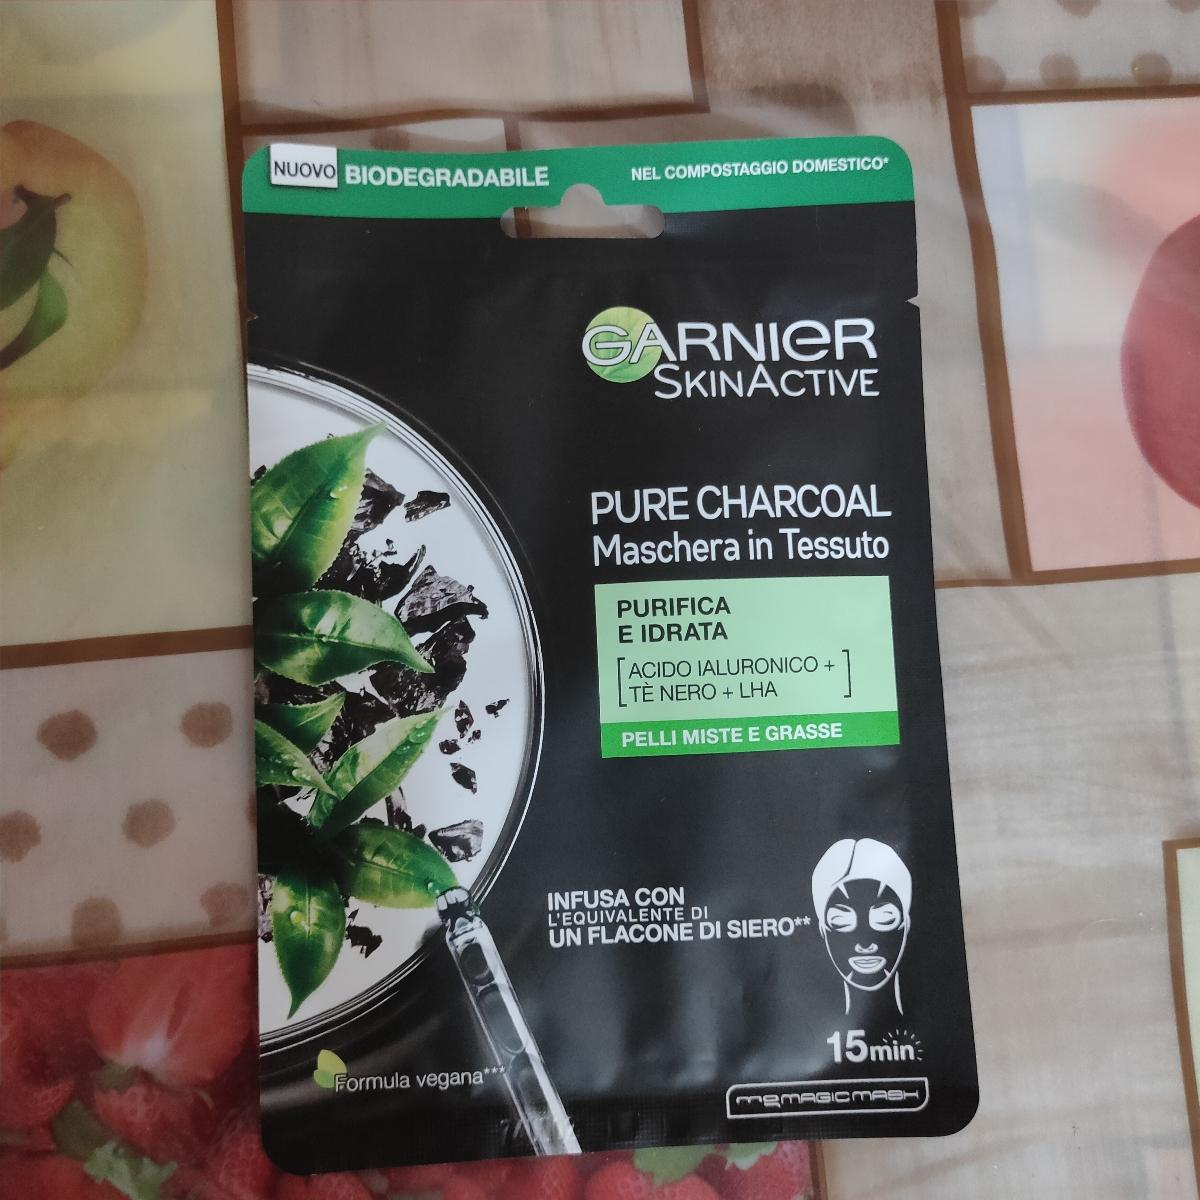 NUOVO BIODEGRADABILE
NEL COMPOSTAGGIO DOMESTICO*
GARNIER
SKINACTIVE
PURE CHARCOAL
Maschera in Tessuto
PURIFICA
E IDRATA
[ACIDO IALURONICO +
TÈ NERO + LHA]
PELLI MISTE E GRASSE
INFUSA CON
L'EQUIVALENTE DI
UN FLACONE DI SIERO**
15min
Formula vegana***
MAGIC MASK